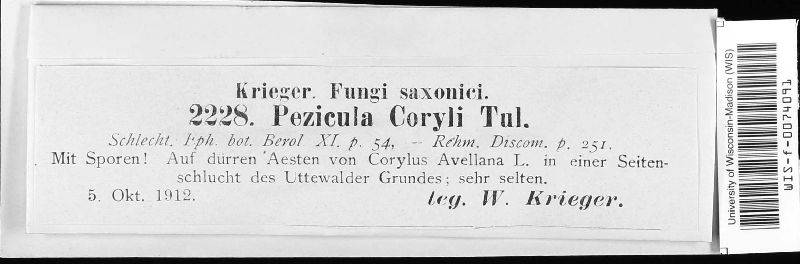 Krieger. Fungi saxonici.
2228. Pezicula Coryli Tul.
Schlecht. Eph. bot. Berol XI. p. 54, — Rehm. Discom. p. 251.
Mit Sporen! Auf dürren Aesten von Corylus Avellana L. in einer Seiten-
schlucht des Uttewalder Grundes; sehr selten.
5. Okt. 1912. leg. W. Krieger.
University of Wisconsin-Madison (WIS)
WIS-f-0074091